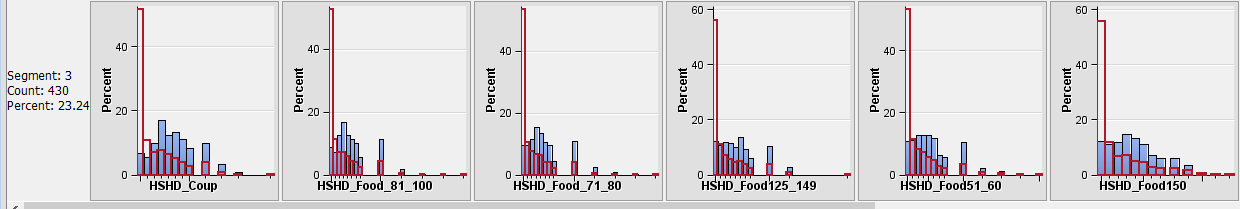 Segment: 3
Count: 430
Percent: 23.24
Percent
40
20
0
HSHD_Coup
Percent
40
20
0
HSHD_Food_81_100
Percent
40
20
0
HSHD_Food_71_80
Percent
60
40
20
0
HSHD_Food125_149
Percent
40
20
0
HSHD_Food51_60
Percent
60
40
20
0
HSHD_Food150